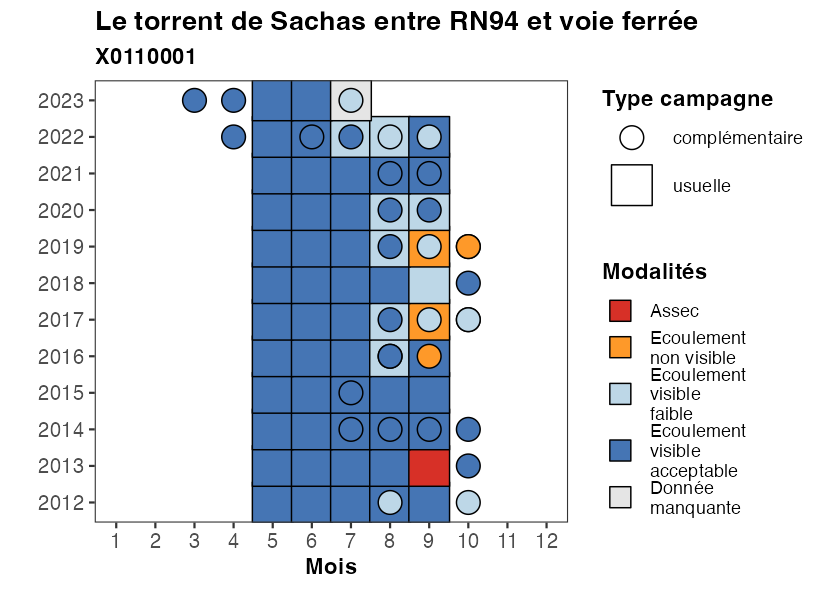 Le torrent de Sachas entre RN94 et voie ferrée
X0110001
2023
2022
2021
2020
2019
2018
2017
2016
2015
2014
2013
2012
1 2 3 4 5 6 7 8 9 10 11 12
Mois
Type campagne
complémentaire
usuelle
Modalités
Assec
Ecoulement
non visible
Ecoulement
visible
faible
Ecoulement
visible
acceptable
Donnée
manquante